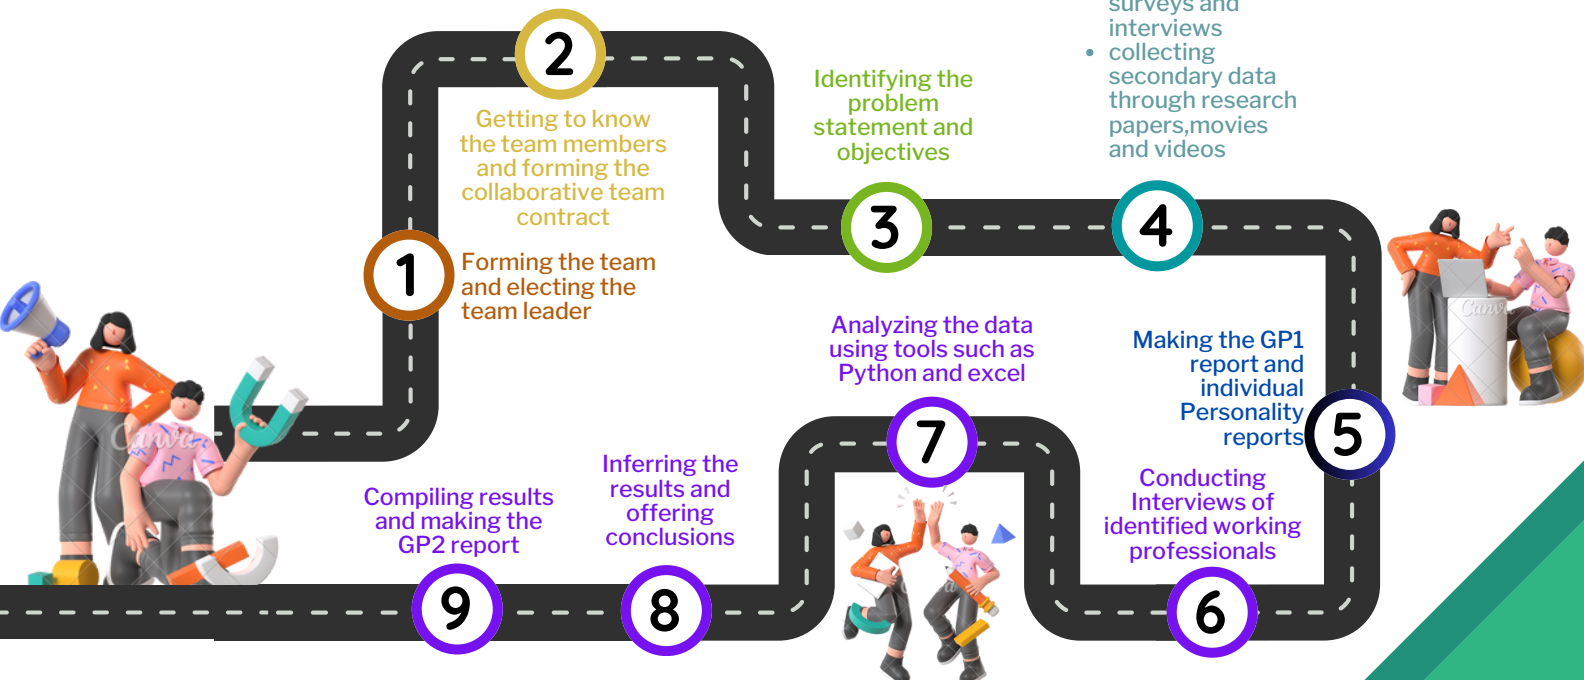 1
Forming the team
and electing the
team leader
2
Getting to know
the team members
and forming the
collaborative team
contract
3
Identifying the
problem
statement and
objectives
4
surveys and
interviews
• collecting
secondary data
through research
papers,movies
and videos
5
Making the GP1
report and
individual
Personality
reports
6
Conducting
Interviews of
identified working
professionals
7
Analyzing the data
using tools such as
Python and excel
8
Inferring the
results and
offering
conclusions
9
Compiling results
and making the
GP2 report
Canva
Canva